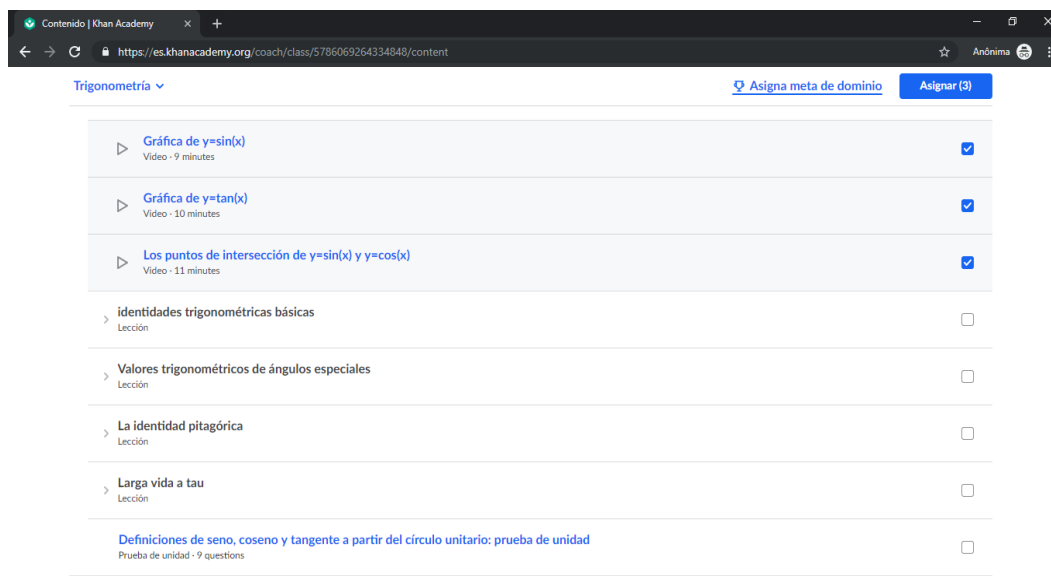 Contenido | Khan Academy
https://es.khanacademy.org/coach/class/5786069264334848/content
Anônima
Trigonometría
Asigna meta de dominio
Asignar (3)
Gráfica de y=sin(x)
Video · 9 minutes
Gráfica de y=tan(x)
Video · 10 minutes
Los puntos de intersección de y=sin(x) y y=cos(x)
Video · 11 minutes
identidades trigonométricas básicas
Lección
Valores trigonométricos de ángulos especiales
Lección
La identidad pitagórica
Lección
Larga vida a tau
Lección
Definiciones de seno, coseno y tangente a partir del círculo unitario: prueba de unidad
Prueba de unidad · 9 questions